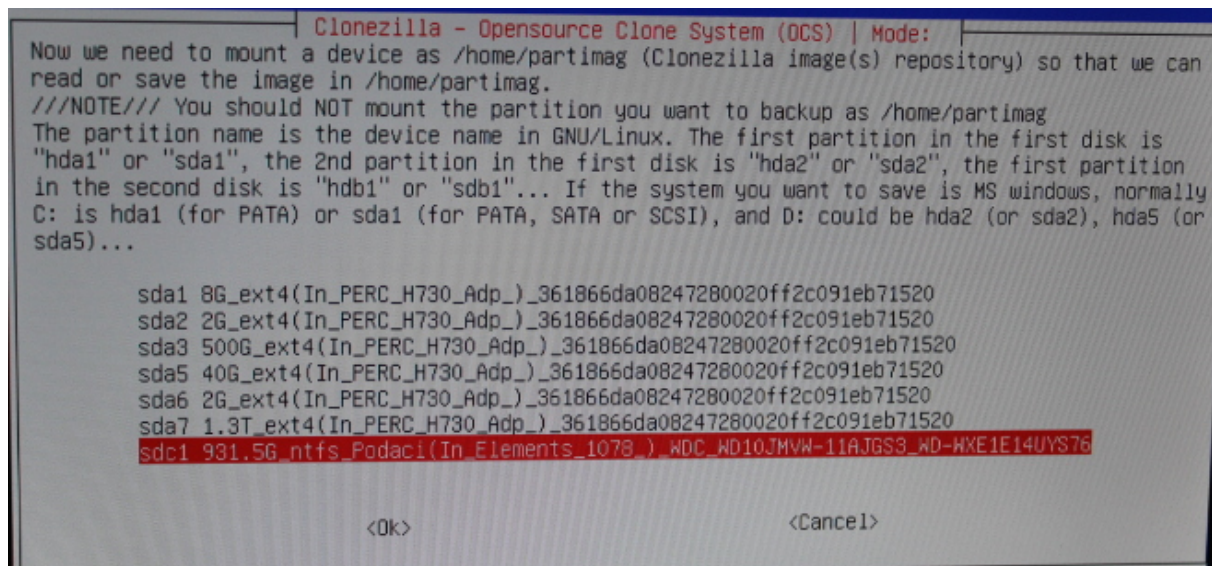 Clonezilla - Opensource Clone System (OCS) | Mode:
Now we need to mount a device as /home/partimag (Clonezilla image(s) repository) so that we can
read or save the image in /home/partimag.
///NOTE/// You should NOT mount the partition you want to backup as /home/partimag
The partition name is the device name in GNU/Linux. The first partition in the first disk is
"hda1" or "sda1", the 2nd partition in the first disk is "hda2" or "sda2", the first partition
in the second disk is "hdb1" or "sdb1"... If the system you want to save is MS windows, normally
C: is hda1 (for PATA) or sda1 (for PATA, SATA or SCSI), and D: could be hda2 (or sda2), hda5 (or
sda5)...
sda1 8G_ext4(In_PERC_H730_Adp_)_361866da08247280020ff2c091eb71520
sda2 2G_ext4(In_PERC_H730_Adp_)_361866da08247280020ff2c091eb71520
sda3 500G_ext4(In_PERC_H730_Adp_)_361866da08247280020ff2c091eb71520
sda5 40G_ext4(In_PERC_H730_Adp_)_361866da08247280020ff2c091eb71520
sda6 2G_ext4(In_PERC_H730_Adp_)_361866da08247280020ff2c091eb71520
sda7 1.3T_ext4(In_PERC_H730_Adp_)_361866da08247280020ff2c091eb71520
sdc1 931.5G_ntfs_Podaci(In_Elements_1078_)_WDC_WD10JMVW-11AJGS3_WD-WXE1E14UYS76
<Ok> <Cancel>